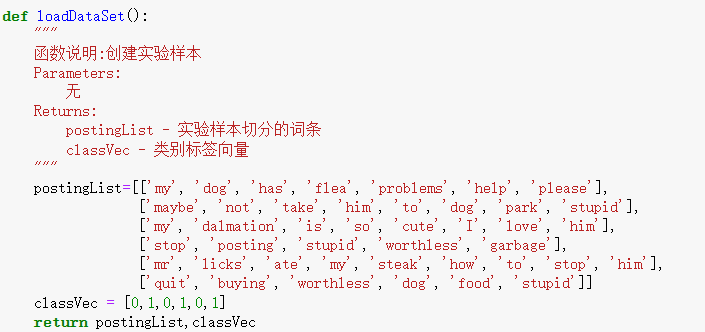 def loadDataSet():
    """
    函数说明:创建实验样本
    Parameters:
        无
    Returns:
        postingList - 实验样本切分的词条
        classVec - 类别标签向量
    """
    postingList=[['my', 'dog', 'has', 'flea', 'problems', 'help', 'please'],
                 ['maybe', 'not', 'take', 'him', 'to', 'dog', 'park', 'stupid'],
                 ['my', 'dalmation', 'is', 'so', 'cute', 'I', 'love', 'him'],
                 ['stop', 'posting', 'stupid', 'worthless', 'garbage'],
                 ['mr', 'licks', 'ate', 'my', 'steak', 'how', 'to', 'stop', 'him'],
                 ['quit', 'buying', 'worthless', 'dog', 'food', 'stupid']]
    classVec = [0,1,0,1,0,1]
    return postingList,classVec